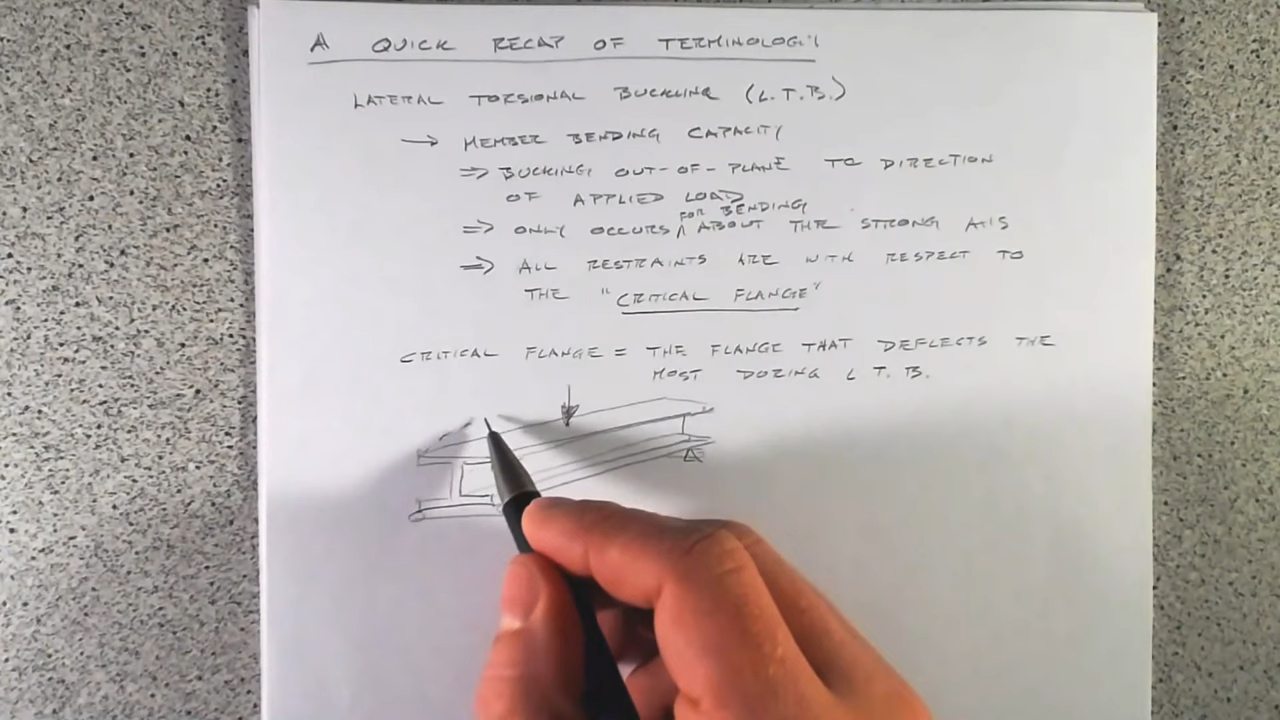 A QUICK RECAP OF TERMINOLOGY
LATERAL TORSIONAL BUCKLING (L.T.B.)
→ MEMBER BENDING CAPACITY
⇒ BUCKING OUT-OF-PLANE TO DIRECTION
OF APPLIED LOAD
FOR BENDING
⇒ ONLY OCCURS ^ ABOUT THE STRONG AXIS
⇒ ALL RESTRAINTS ARE WITH RESPECT TO
THE "CRITICAL FLANGE"
CRITICAL FLANGE = THE FLANGE THAT DEFLECTS THE
MOST DURING L.T.B.